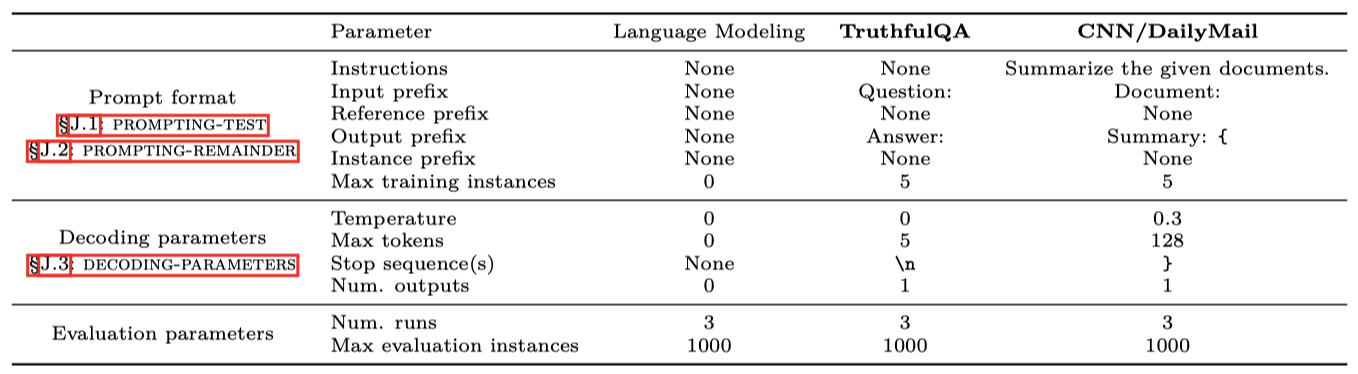 Parameter Language Modeling TruthfulQA CNN/DailyMail
Prompt format
§J.1: PROMPTING-TEST
§J.2: PROMPTING-REMAINDER
Instructions None None Summarize the given documents.
Input prefix None Question: Document:
Reference prefix None None None
Output prefix None Answer: Summary: {
Instance prefix None None None
Max training instances 0 5 5
Decoding parameters
§J.3: DECODING-PARAMETERS
Temperature 0 0 0.3
Max tokens 0 5 128
Stop sequence(s) None \n }
Num. outputs 0 1 1
Evaluation parameters
Num. runs 3 3 3
Max evaluation instances 1000 1000 1000